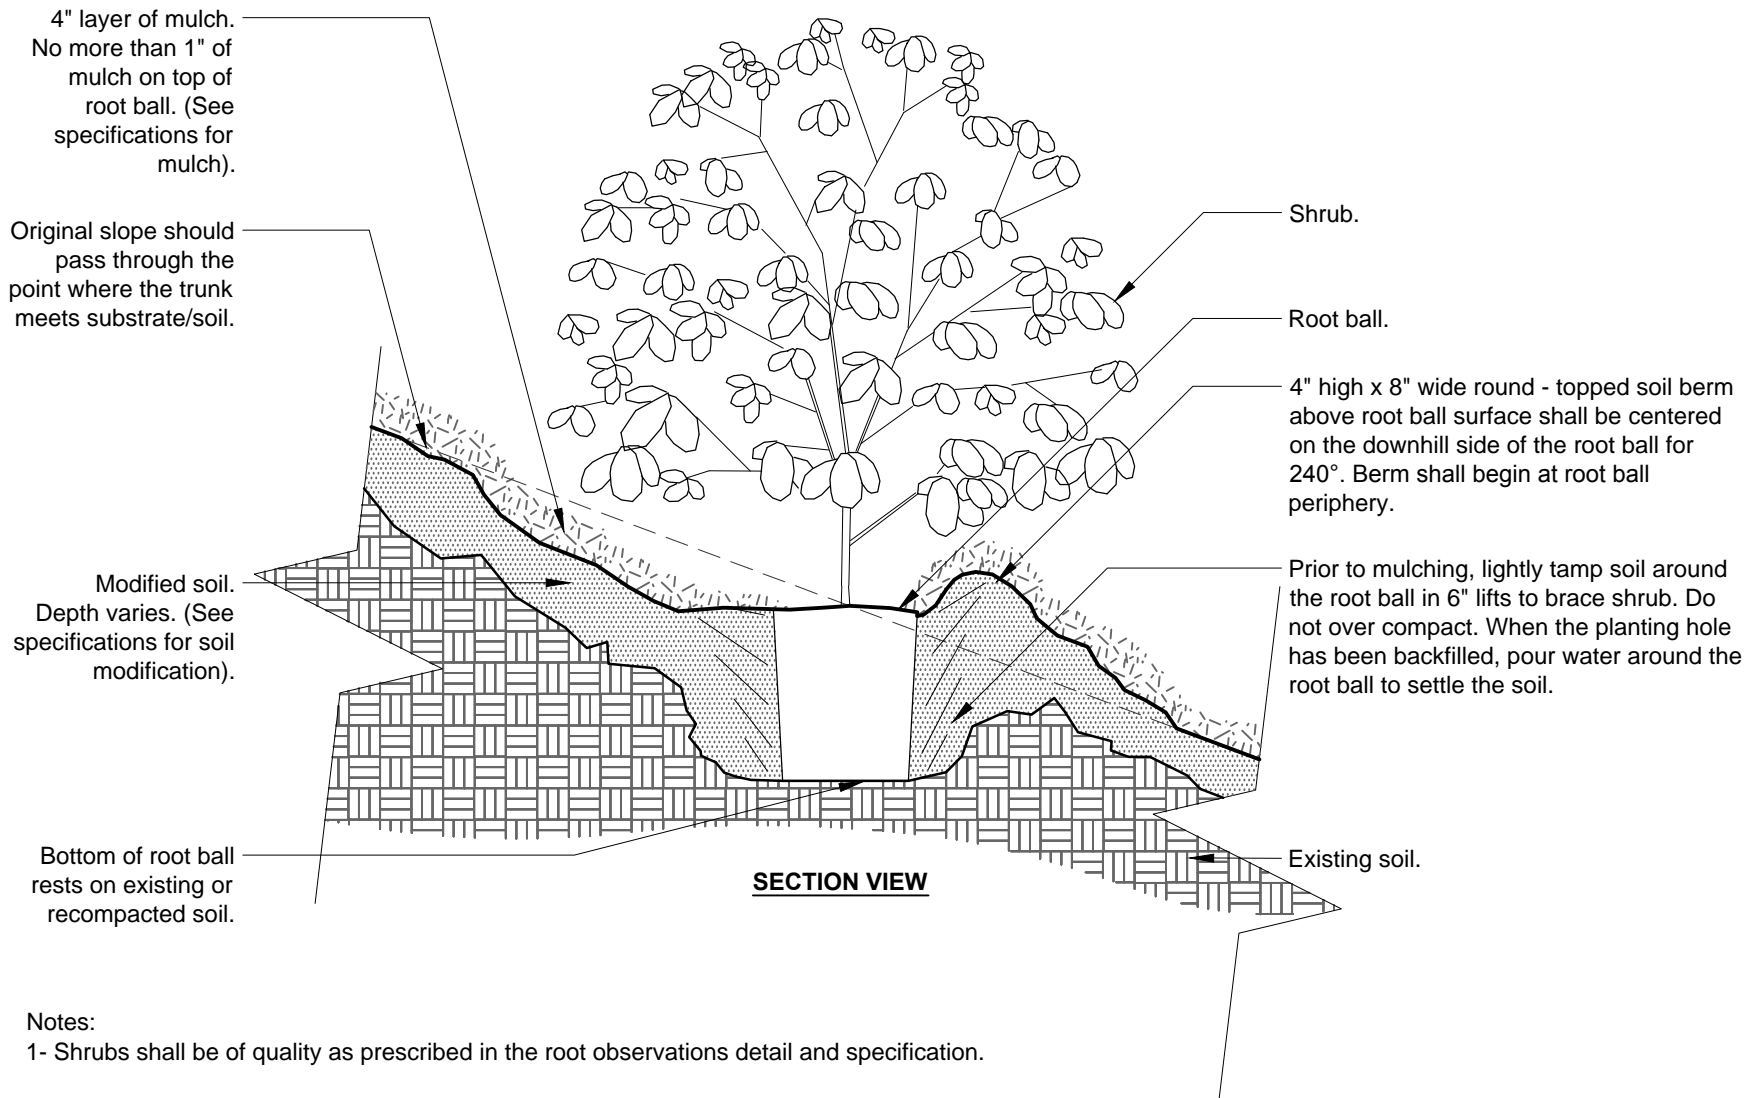 4" layer of mulch.
No more than 1" of
mulch on top of
root ball. (See
specifications for
mulch).
Original slope should
pass through the
point where the trunk
meets substrate/soil.
Modified soil.
Depth varies. (See
specifications for soil
modification).
Bottom of root ball
rests on existing or
recompacted soil.
Shrub.
Root ball.
4" high x 8" wide round - topped soil berm
above root ball surface shall be centered
on the downhill side of the root ball for
240°. Berm shall begin at root ball
periphery.
Prior to mulching, lightly tamp soil around
the root ball in 6" lifts to brace shrub. Do
not over compact. When the planting hole
has been backfilled, pour water around the
root ball to settle the soil.
Existing soil.
SECTION VIEW
Notes:
1- Shrubs shall be of quality as prescribed in the root observations detail and specification.